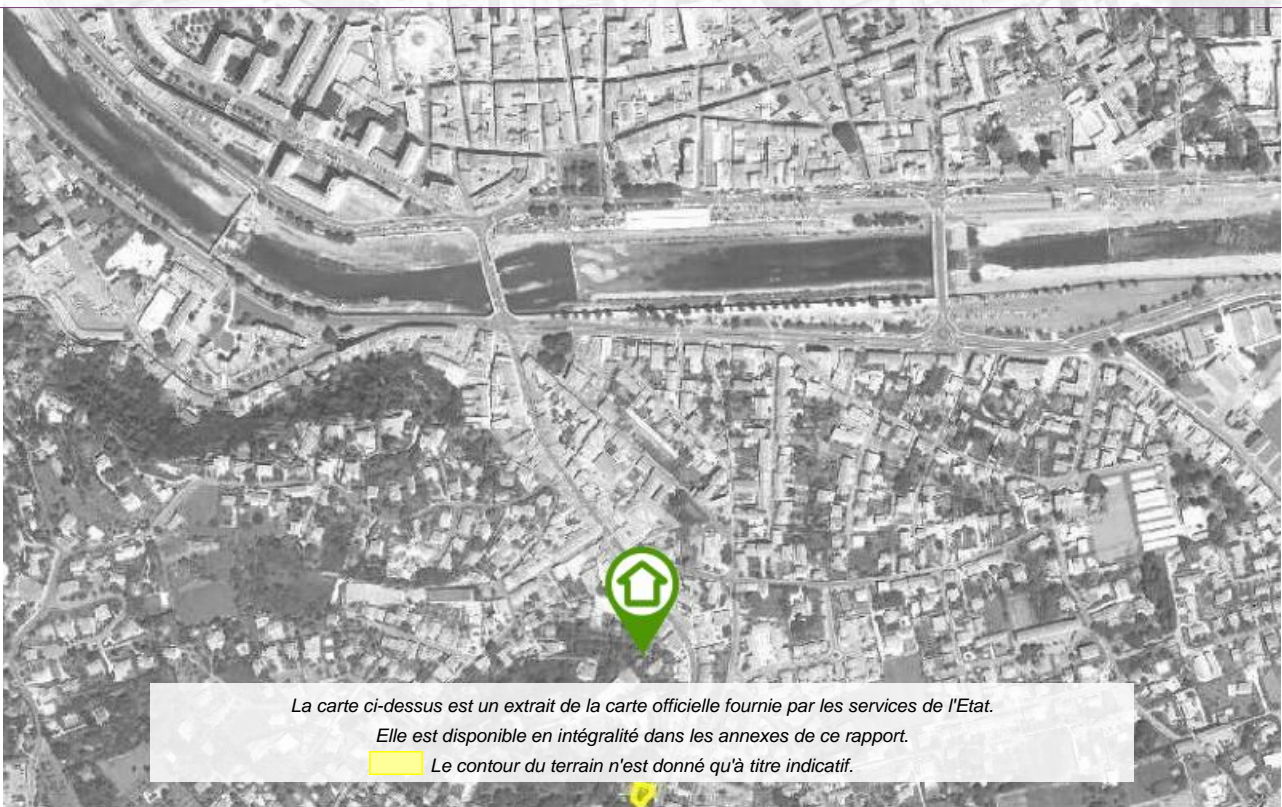 La carte ci-dessus est un extrait de la carte officielle fournie par les services de l'Etat.
Elle est disponible en intégralité dans les annexes de ce rapport.
Le contour du terrain n'est donné qu'à titre indicatif.